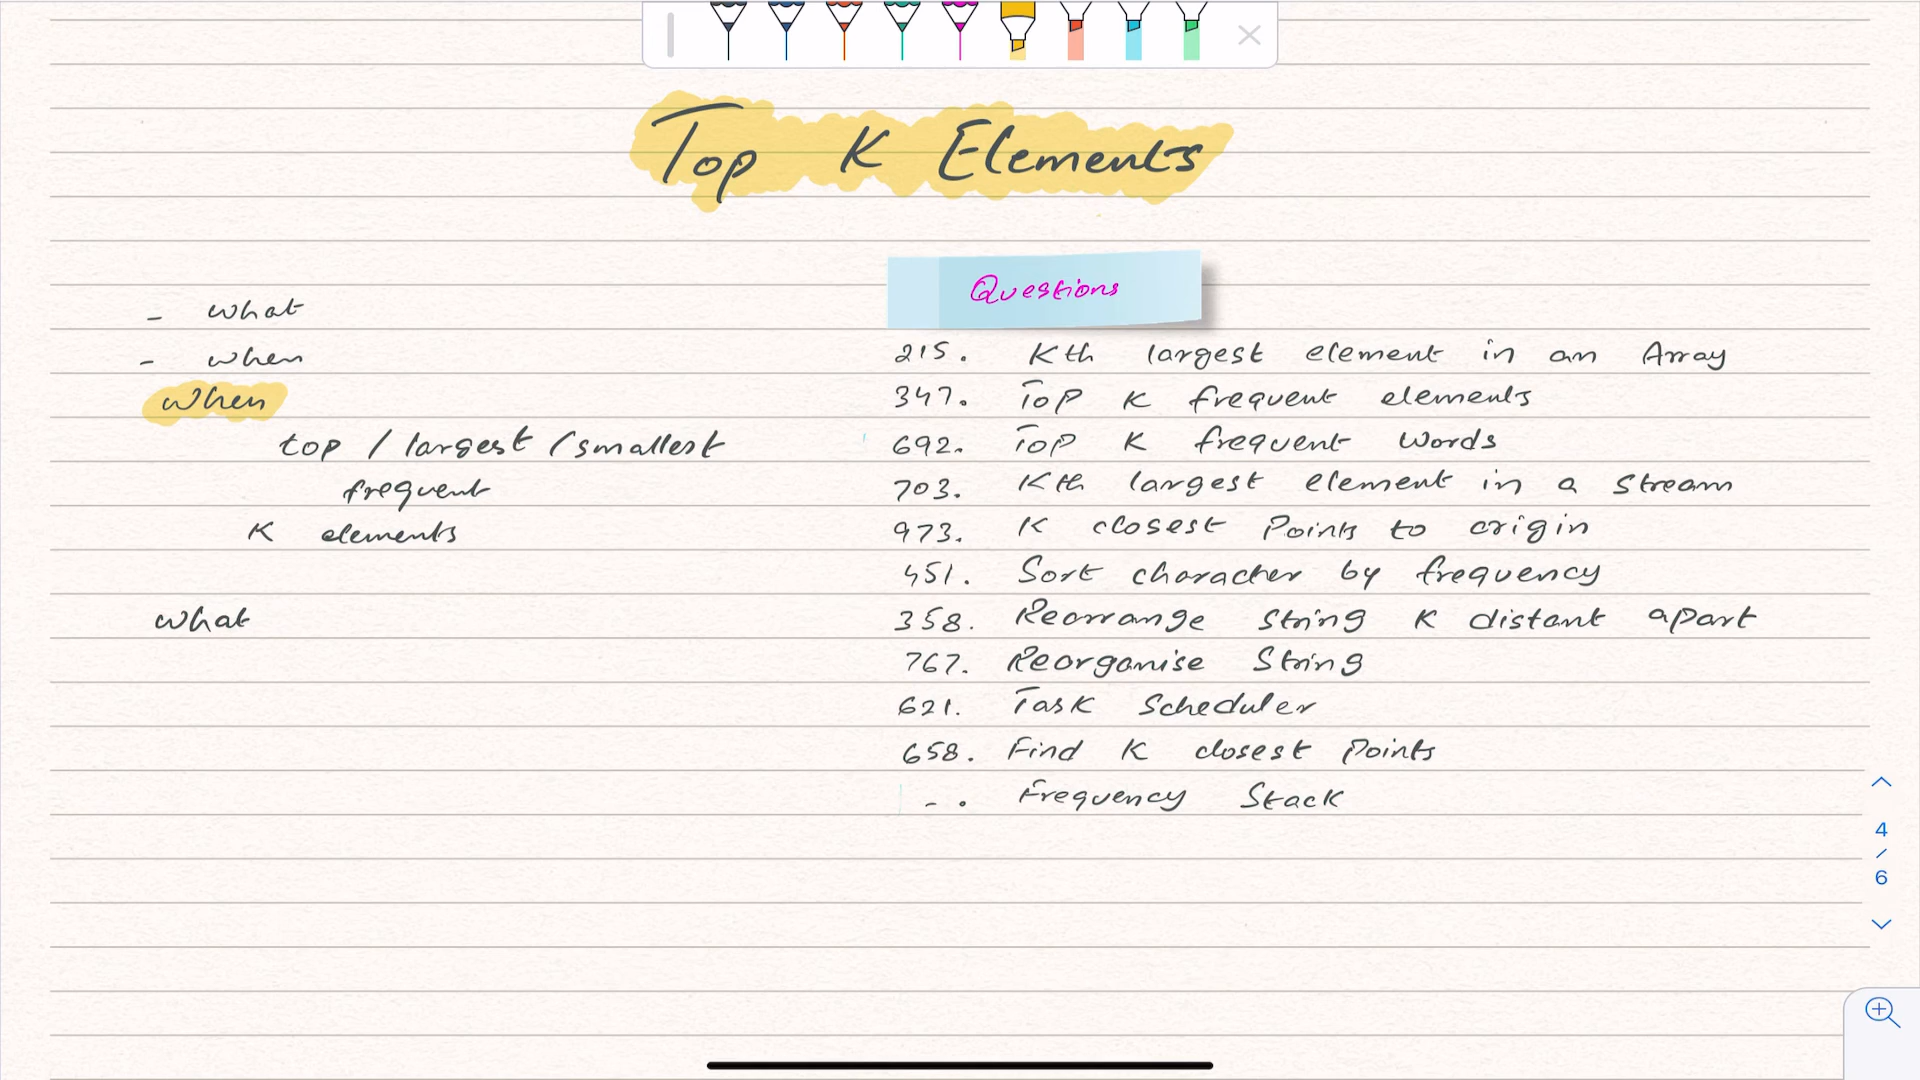 Top K Elements
- what
- when
when
top / largest / smallest
frequent
K elements
what
Questions
215. Kth largest element in an Array
347. Top K frequent elements
692. Top K frequent words
703. Kth largest element in a Stream
973. K closest Points to origin
451. Sort character by frequency
358. Rearrange String K distant apart
767. Reorganise String
621. Task Scheduler
658. Find K closest Points
- . Frequency Stack
4
/
6